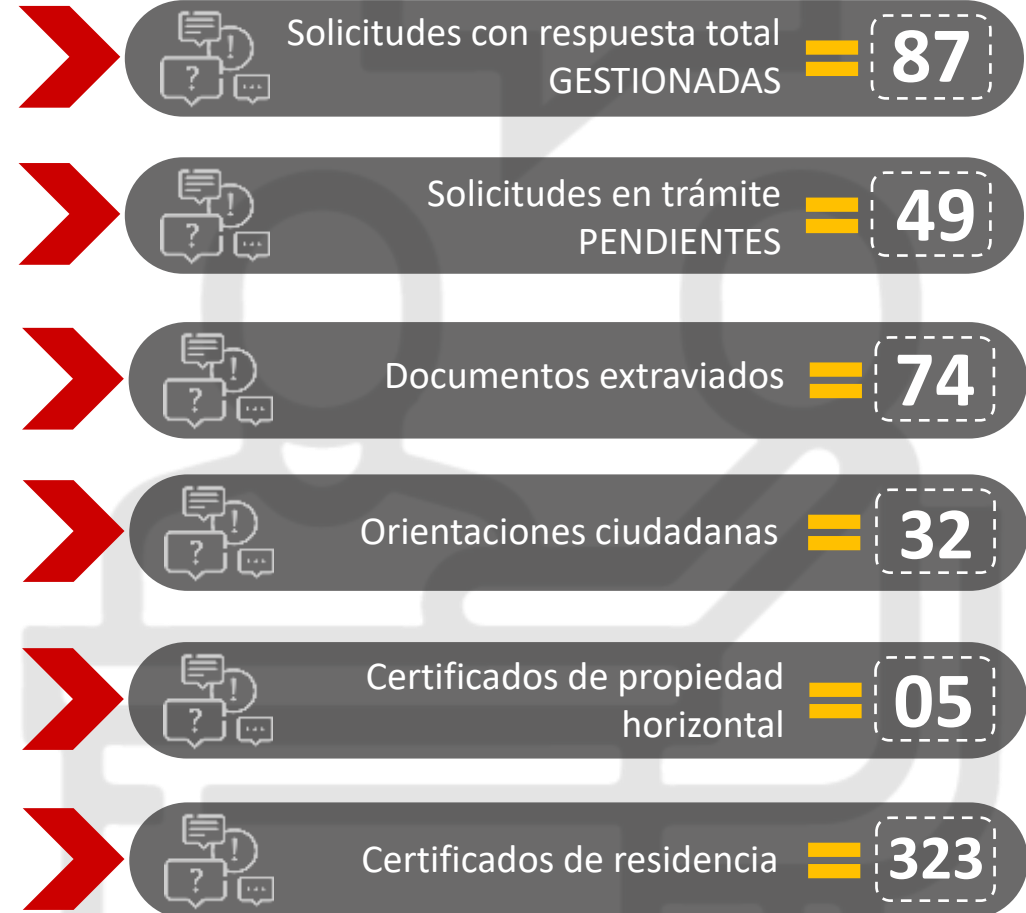 Solicitudes con respuesta total
GESTIONADAS
87
Solicitudes en trámite
PENDIENTES
49
Documentos extraviados
74
Orientaciones ciudadanas
32
Certificados de propiedad
horizontal
05
Certificados de residencia
323